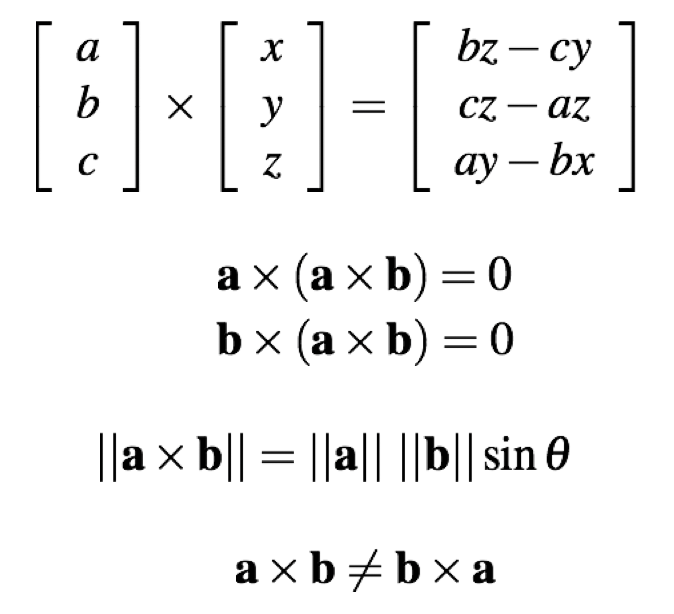 [ a b c ] × [ x y z ] = [ bz − cy cz − az ay − bx ]
𝐚 × (𝐚 × 𝐛) = 0
𝐛 × (𝐚 × 𝐛) = 0
||𝐚 × 𝐛|| = ||𝐚|| ||𝐛|| sin θ
𝐚 × 𝐛 ≠ 𝐛 × 𝐚